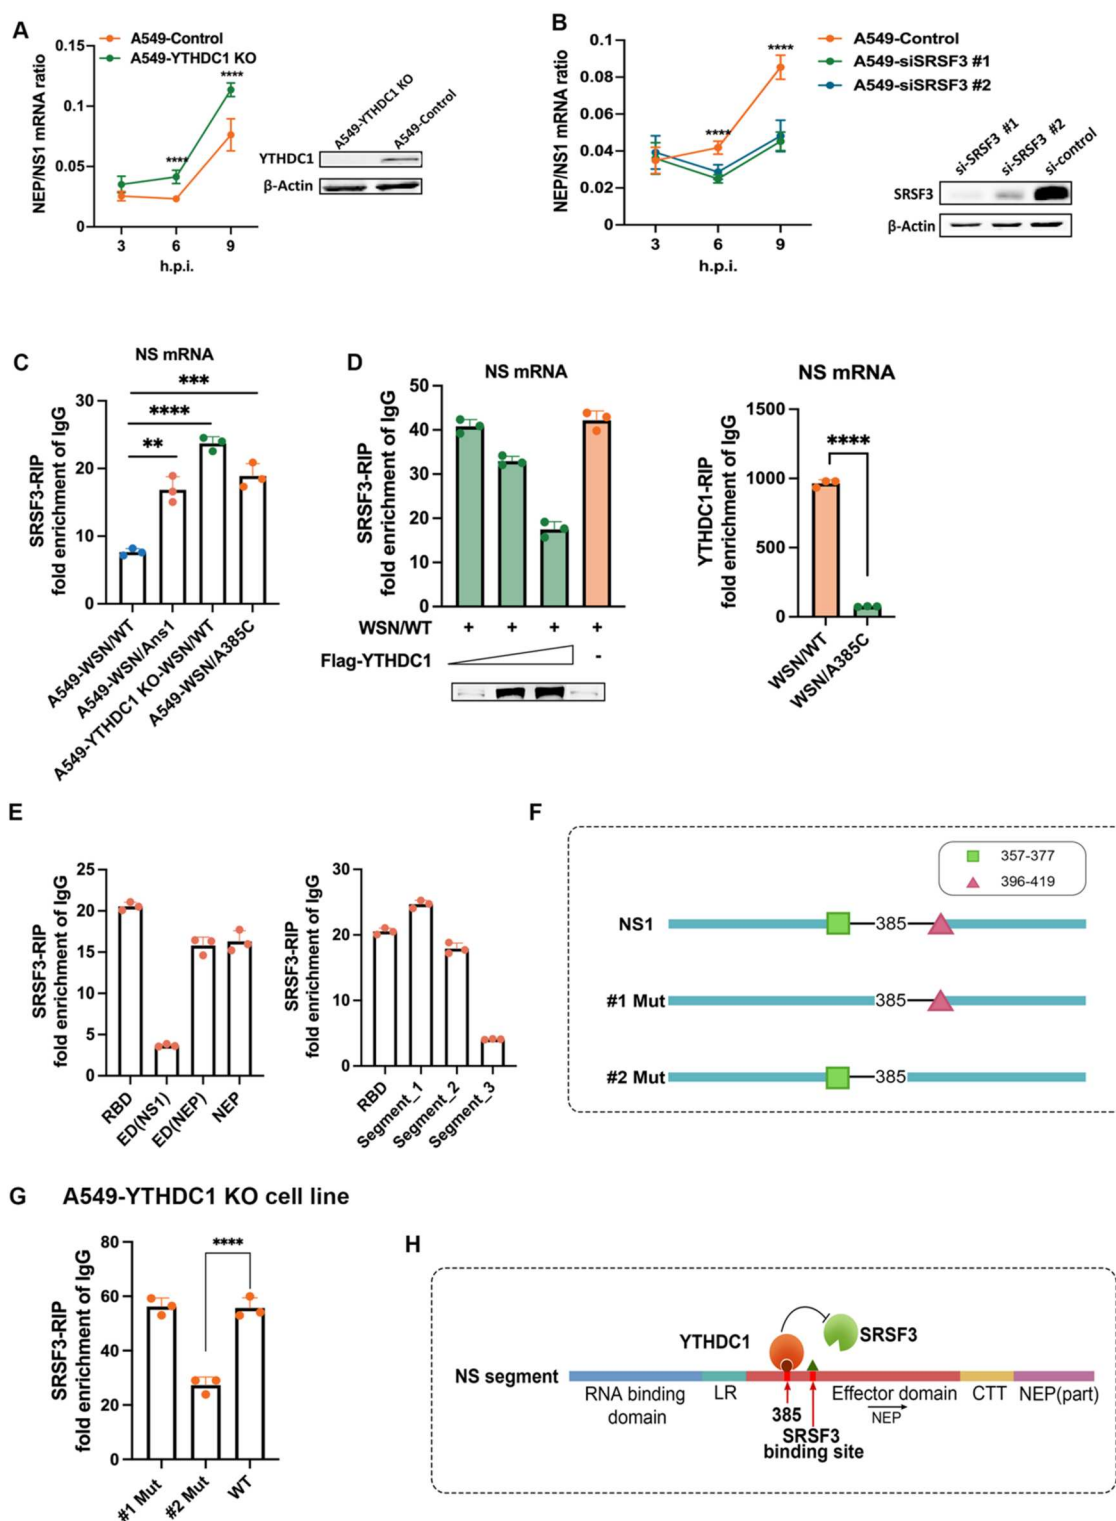 A
A549-Control
A549-YTHDC1 KO
NEP/NS1 mRNA ratio
0.15
0.1
0.05
0
****
****
3
6
9
h.p.i.
A549-YTHDC1 KO
A549-Control
YTHDC1
β-Actin
B
A549-Control
A549-siSRSF3 #1
A549-siSRSF3 #2
NEP/NS1 mRNA ratio
0.1
0.08
0.06
0.04
0.02
0
****
****
3
6
9
h.p.i.
si-SRSF3 #1
si-SRSF3 #2
si-control
SRSF3
β-Actin
C
NS mRNA
SRSF3-RIP
fold enrichment of IgG
30
20
10
0
***
****
**
A549-WSN/WT
A549-WSN/Ans1
A549-YTHDC1 KO-WSN/WT
A549-WSN/A385C
D
NS mRNA
SRSF3-RIP
fold enrichment of IgG
50
40
30
20
10
0
WSN/WT + + + +
Flag-YTHDC1 -
NS mRNA
YTHDC1-RIP
fold enrichment of IgG
1500
1000
500
0
****
WSN/WT
WSN/A385C
E
SRSF3-RIP
fold enrichment of IgG
25
20
15
10
5
0
RBD
ED(NS1)
ED(NEP)
NEP
SRSF3-RIP
fold enrichment of IgG
30
20
10
0
RBD
Segment_1
Segment_2
Segment_3
F
357-377
396-419
NS1
385
#1 Mut
385
#2 Mut
385
G A549-YTHDC1 KO cell line
SRSF3-RIP
fold enrichment of IgG
80
60
40
20
0
****
#1 Mut
#2 Mut
WT
H
YTHDC1
SRSF3
NS segment
RNA binding
domain
LR
Effector domain
CTT
NEP(part)
NEP
385
SRSF3
binding site